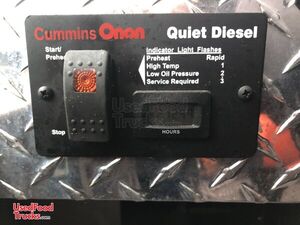 Cummins Onan Quiet Diesel
Start/
Preheat
Indicator Light Flashes
Preheat Rapid
High Temp 1
Low Oil Pressure 2
Service Required 3
Stop
HOURS
UsedFood
Trucks.com